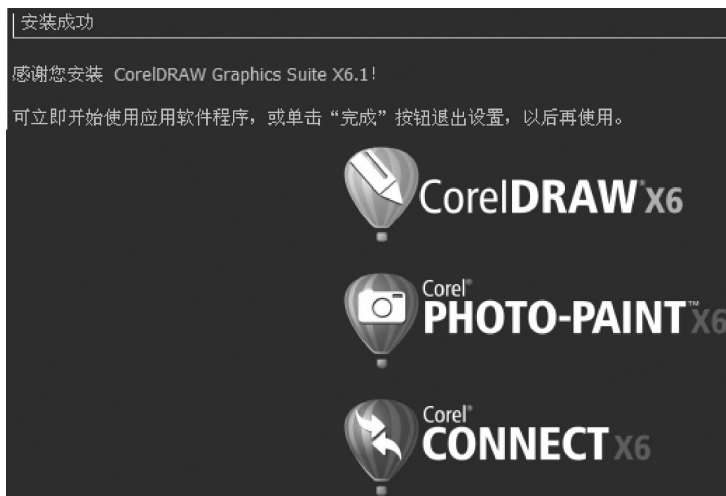 安装成功
感谢您安装 CorelDRAW Graphics Suite X6.1！
可立即开始使用应用软件程序，或单击“完成”按钮退出设置，以后再使用。
CorelDRAW® X6
Corel®
PHOTO-PAINT™ X6
Corel®
CONNECT X6